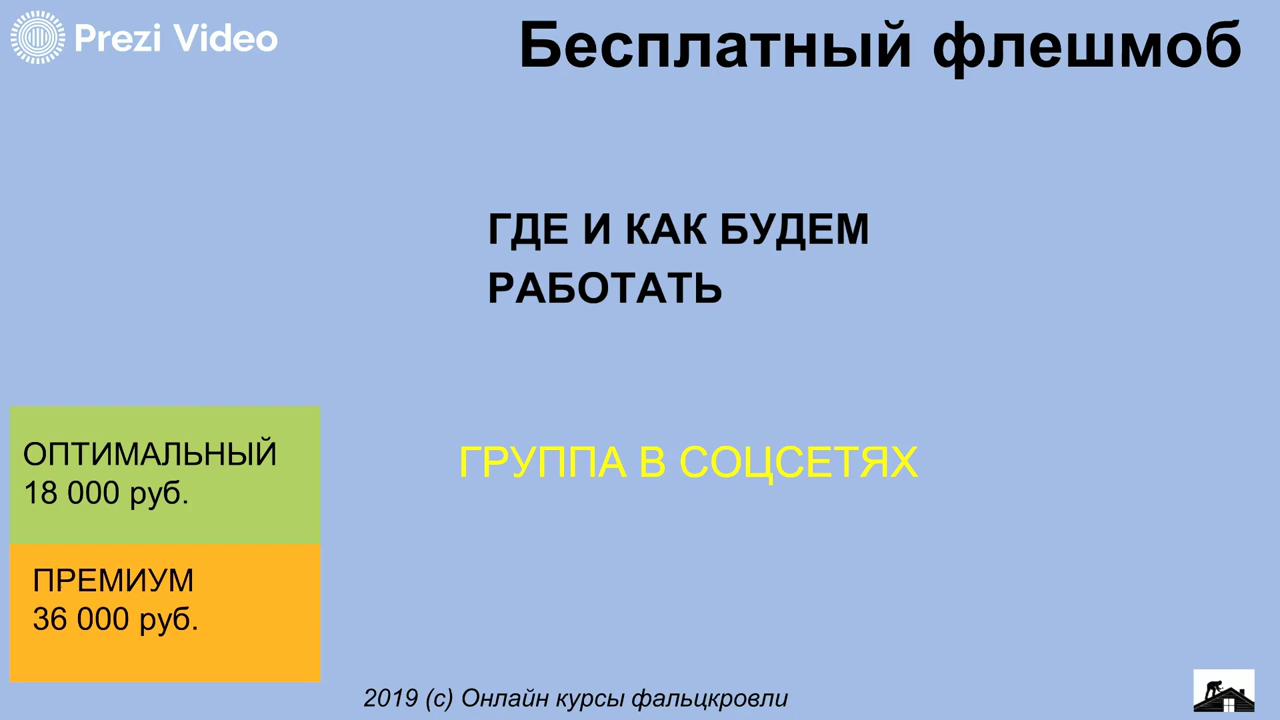 Prezi Video
Бесплатный флешмоб
ГДЕ И КАК БУДЕМ
РАБОТАТЬ
ОПТИМАЛЬНЫЙ
18 000 руб.
ГРУППА В СОЦСЕТЯХ
ПРЕМИУМ
36 000 руб.
2019 (с) Онлайн курсы фальцкровли